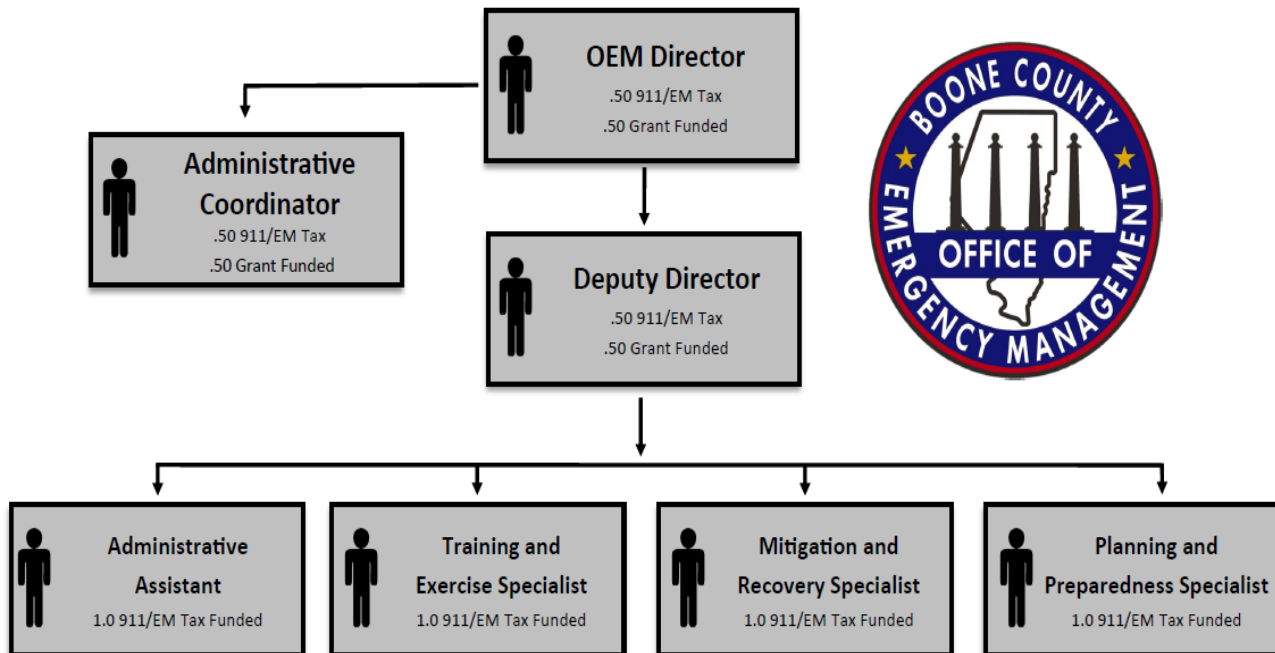 OEM Director
.50 911/EM Tax
.50 Grant Funded
Administrative
Coordinator
.50 911/EM Tax
.50 Grant Funded
Deputy Director
.50 911/EM Tax
.50 Grant Funded
BOONE COUNTY
OFFICE OF
EMERGENCY MANAGEMENT
Administrative
Assistant
1.0 911/EM Tax Funded
Training and
Exercise Specialist
1.0 911/EM Tax Funded
Mitigation and
Recovery Specialist
1.0 911/EM Tax Funded
Planning and
Preparedness Specialist
1.0 911/EM Tax Funded